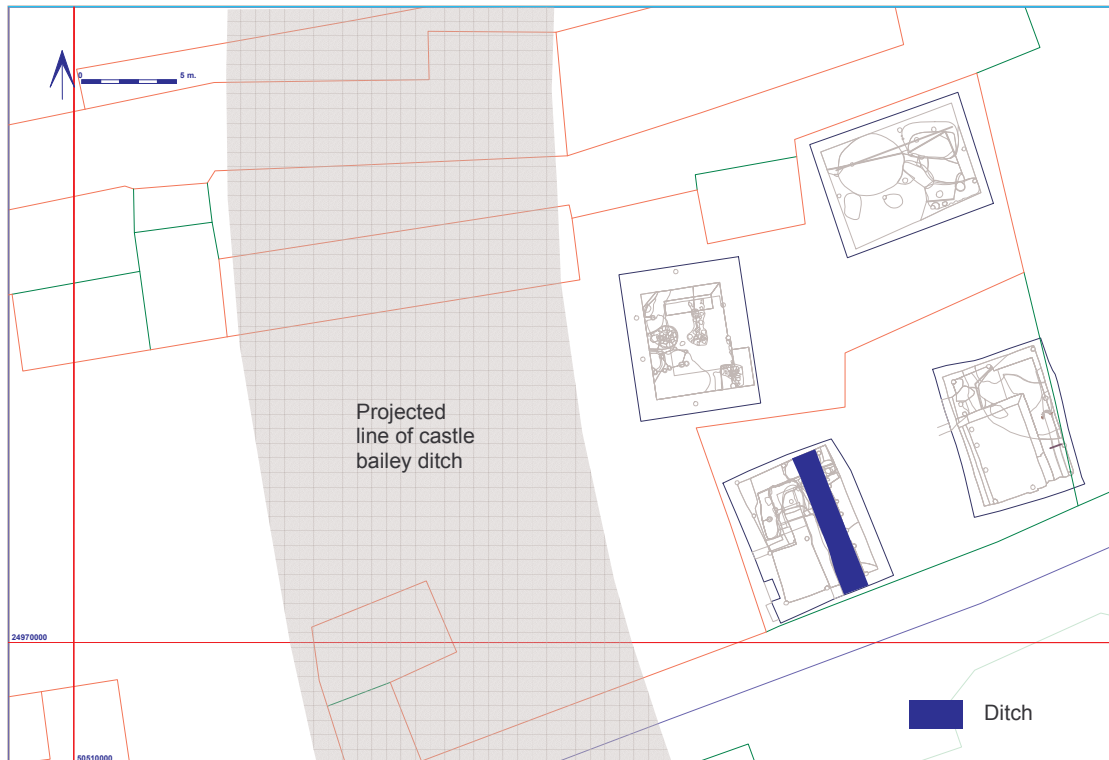 0
5 m.
Projected
line of castle
bailey ditch
24970000
Ditch
50510000